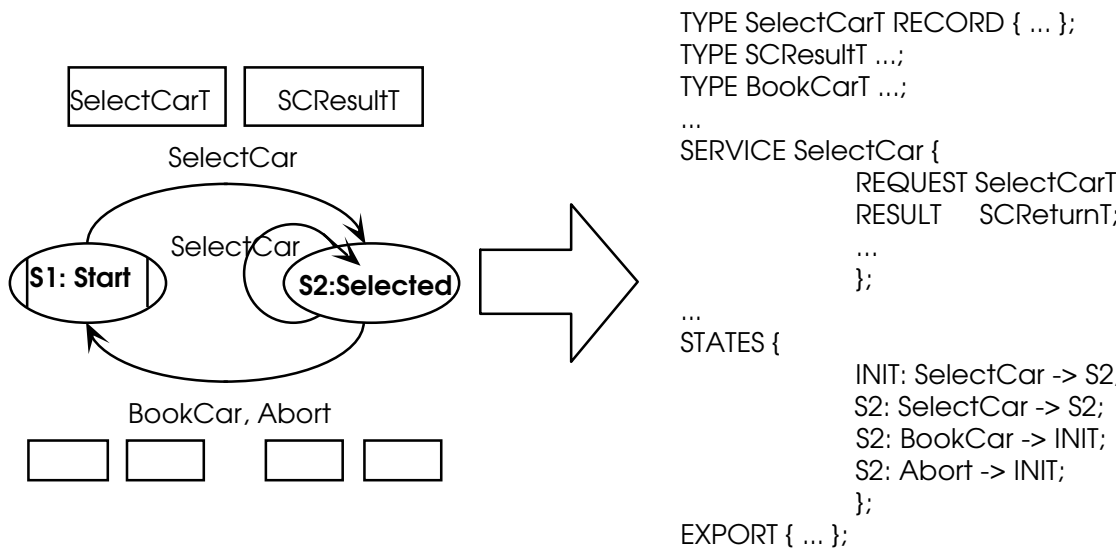 SelectCarT
SCResultT
SelectCar
SelectCar
S1: Start
S2:Selected
BookCar, Abort
TYPE SelectCarT RECORD { ... };
TYPE SCResultT ...;
TYPE BookCarT ...;
...
SERVICE SelectCar {
REQUEST SelectCarT
RESULT SCReturnT;
...
};
...
STATES {
INIT: SelectCar -> S2;
S2: SelectCar -> S2;
S2: BookCar -> INIT;
S2: Abort -> INIT;
};
EXPORT { ... };